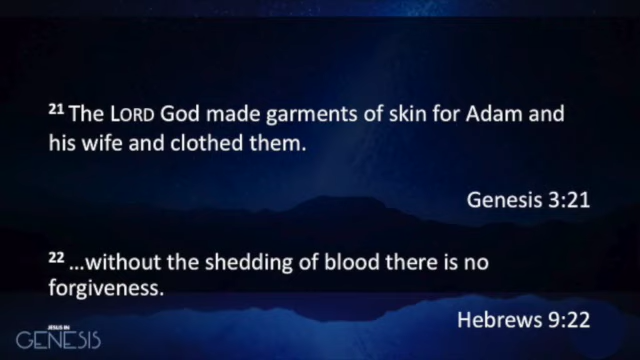 21 The LORD God made garments of skin for Adam and
his wife and clothed them.
Genesis 3:21
22 ...without the shedding of blood there is no
forgiveness.
Hebrews 9:22
JESUS IN
GENESIS